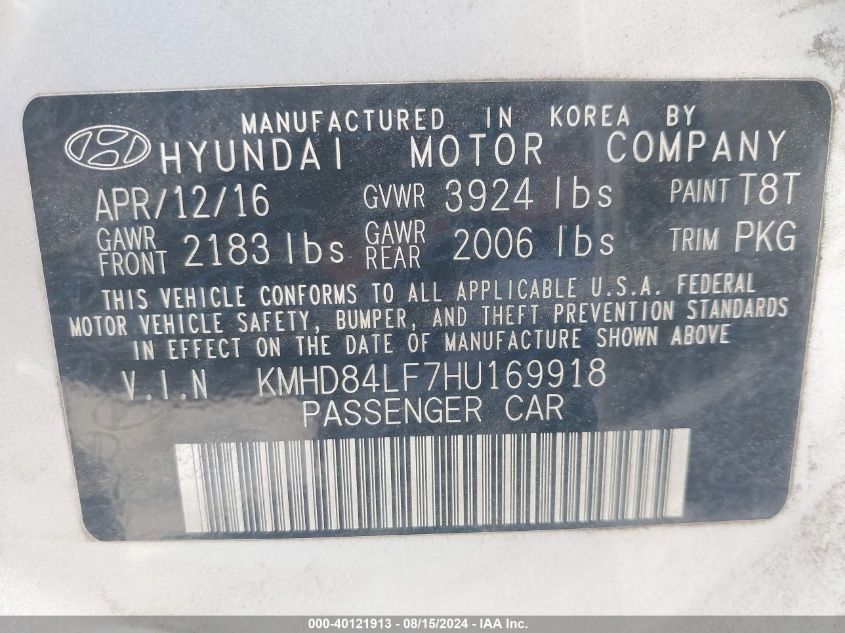 MANUFACTURED IN KOREA BY
HYUNDAI MOTOR COMPANY
APR/12/16 GVWR 3924 lbs PAINT T8T
GAWR FRONT 2183 lbs GAWR REAR 2006 lbs TRIM PKG
THIS VEHICLE CONFORMS TO ALL APPLICABLE U.S.A. FEDERAL
MOTOR VEHICLE SAFETY, BUMPER, AND THEFT PREVENTION STANDARDS
IN EFFECT ON THE DATE OF MANUFACTURE SHOWN ABOVE
V.I.N KMHD84LF7HU169918
PASSENGER CAR
000-40121913 - 08/15/2024 - IAA Inc.